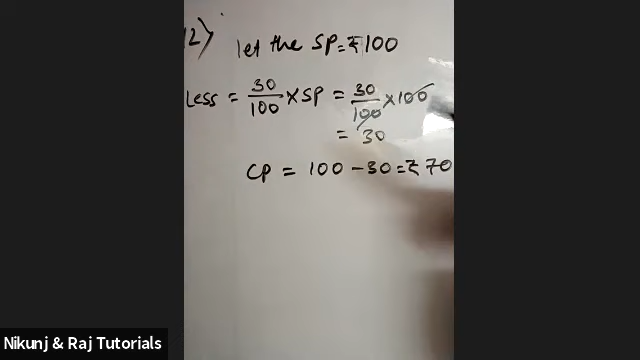 12)
let the SP = ₹100
Less = 30/100 × SP = 30/100 × 100
= 30
CP = 100 - 30 = ₹70
Nikunj & Raj Tutorials